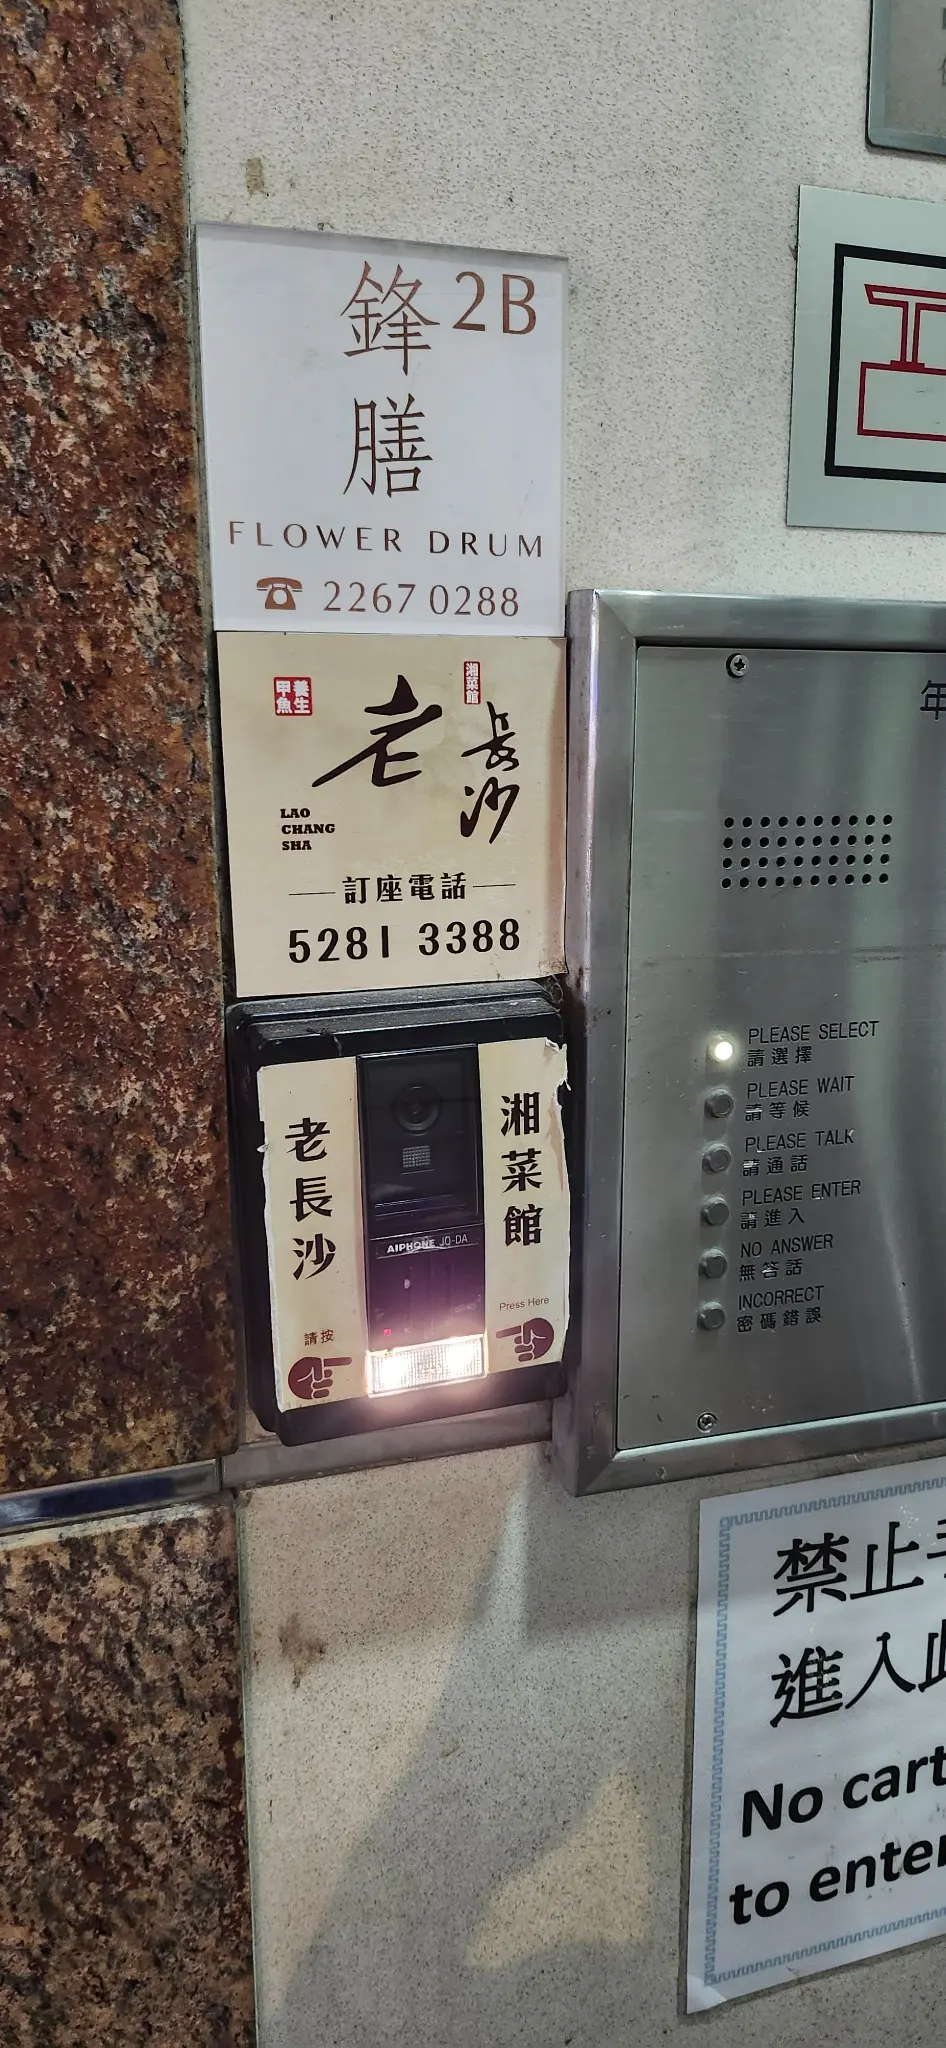 鋒膳
2B
FLOWER DRUM
2267 0288
養生
甲魚
湘菜館
老長沙
LAO
CHANG
SHA
訂座電話
5281 3388
老長沙
湘菜館
AIPHONE JO-DA
請按
Press Here
PLEASE SELECT
請選擇
PLEASE WAIT
請等候
PLEASE TALK
請通話
PLEASE ENTER
請進入
NO ANSWER
無答話
INCORRECT
密碼錯誤
禁止
進入
No cart
to enter